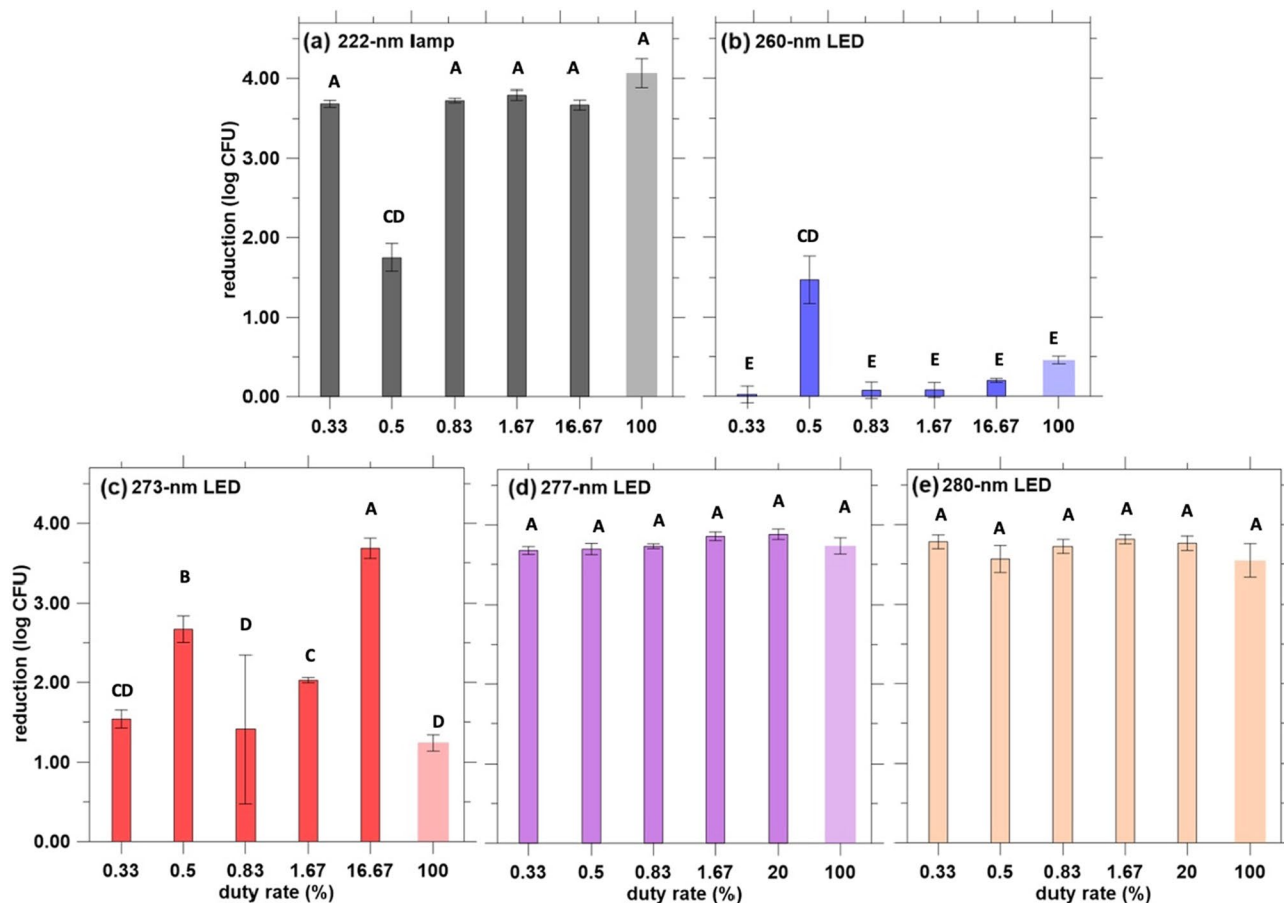 (a) 222-nm lamp
A
A
A
A
A
CD
4.00
3.00
2.00
1.00
0.00
reduction (log CFU)
0.33 0.5 0.83 1.67 16.67 100
(b) 260-nm LED
CD
E
E
E
E
E
0.33 0.5 0.83 1.67 16.67 100
(c) 273-nm LED
CD
B
D
C
A
D
4.00
3.00
2.00
1.00
0.00
reduction (log CFU)
0.33 0.5 0.83 1.67 16.67 100
duty rate (%)
(d) 277-nm LED
A
A
A
A
A
A
0.33 0.5 0.83 1.67 20 100
duty rate (%)
(e) 280-nm LED
A
A
A
A
A
A
0.33 0.5 0.83 1.67 20 100
duty rate (%)